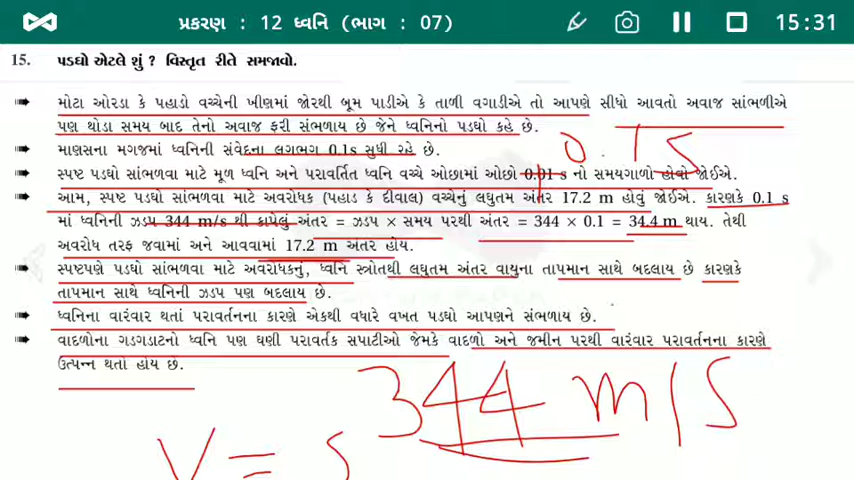 પ્રકરણ : 12 ધ્વનિ (ભાગ : 07)
15:31
15. પડઘો એટલે શું ? વિસ્તૃત રીતે સમજાવો.
➠ મોટા ઓરડા કે પહાડો વચ્ચેની ખીણમાં જોરથી બૂમ પાડીએ કે તાળી વગાડીએ તો આપણે સીધો આવતો અવાજ સાંભળીએ
પણ થોડા સમય બાદ તેનો અવાજ ફરી સંભળાય છે જેને ધ્વનિનો પડઘો કહે છે.
0.1s
➠ માણસના મગજમાં ધ્વનિની સંવેદના લગભગ 0.1s સુધી રહે છે.
➠ સ્પષ્ટ પડઘો સાંભળવા માટે મૂળ ધ્વનિ અને પરાવર્તિત ધ્વનિ વચ્ચે ઓછામાં ઓછો 0.01 s નો સમયગાળો હોવો જોઈએ.
➠ આમ, સ્પષ્ટ પડઘો સાંભળવા માટે અવરોધક (પહાડ કે દીવાલ) વચ્ચેનું લઘુતમ અંતર 17.2 m હોવું જોઈએ. કારણકે 0.1 s
માં ધ્વનીની ઝડપ 344 m/s થી કાપેલું અંતર = ઝડપ × સમય પરથી અંતર = 344 × 0.1 = 34.4 m થાય. તેથી
અવરોધ તરફ જવામાં અને આવવામાં 17.2 m અંતર હોય.
➠ સ્પષ્ટપણે પડઘો સાંભળવા માટે અવરોધકનું, ધ્વનિ સ્ત્રોતથી લઘુતમ અંતર વાયુના તાપમાન સાથે બદલાય છે કારણકે
તાપમાન સાથે ધ્વનિની ઝડપ પણ બદલાય છે.
➠ ધ્વનિના વારંવાર થતાં પરાવર્તનના કારણે એકથી વધારે વખત પડઘો આપણને સંભળાય છે.
➠ વાદળોના ગડગડાટનો ધ્વનિ પણ ઘણી પરાવર્તક સપાટીઓ જેમકે વાદળો અને જમીન પરથી વારંવાર પરાવર્તનના કારણે
ઉત્પન્ન થતો હોય છે.
344 m/s
V = s